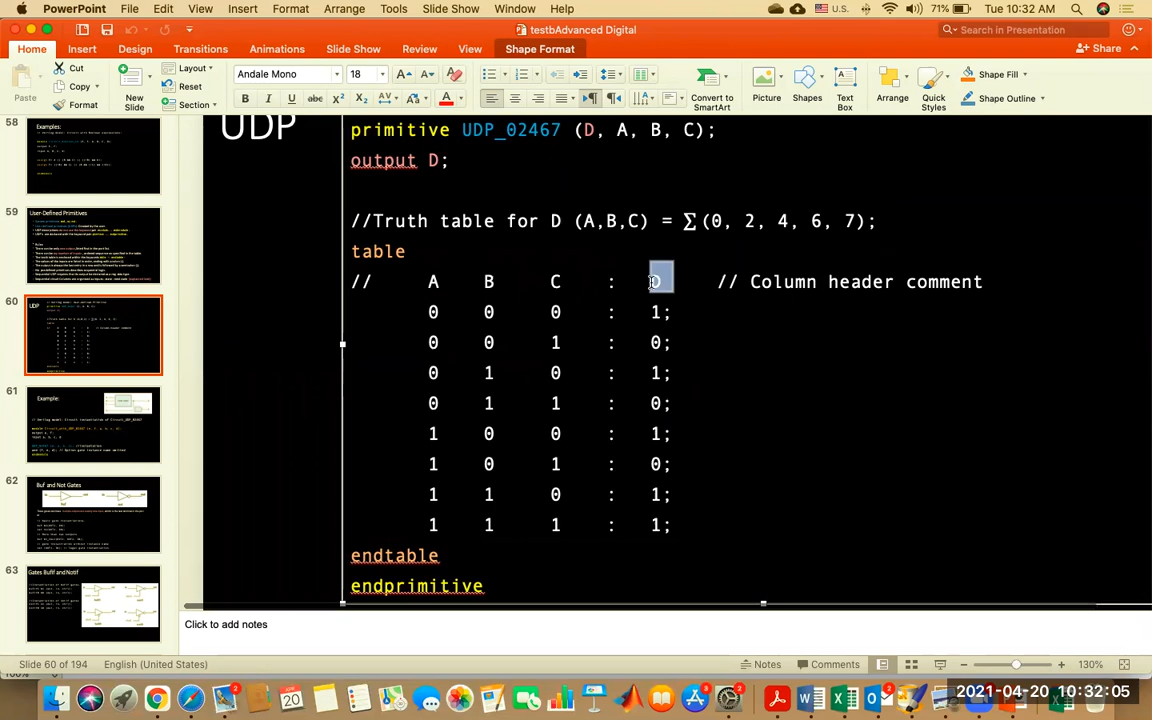 PowerPoint File Edit View Insert Format Arrange Tools Slide Show Window Help U.S. 71% Tue 10:32 AM
testbAdvanced Digital
Search in Presentation
Home Insert Design Transitions Animations Slide Show Review View Shape Format
Share
Paste
Cut
Copy
Format
New
Slide
Layout
Reset
Section
Andale Mono 18
Convert to
SmartArt
Picture
Shapes
Text
Box
Arrange
Quick
Styles
Shape Fill
Shape Outline
58
Examples:
59
User-Defined Primitives
60
UDP
61
Example:
62
Buf and Not Gates
63
Gates Bufif and Notif
UDP
primitive UDP_02467 (D, A, B, C);
output D;
//Truth table for D (A,B,C) = ∑(0, 2, 4, 6, 7);
table
// A B C : D // Column header comment
0 0 0 : 1;
0 0 1 : 0;
0 1 0 : 1;
0 1 1 : 0;
1 0 0 : 1;
1 0 1 : 0;
1 1 0 : 1;
1 1 1 : 1;
endtable
endprimitive
Click to add notes
Slide 60 of 194 English (United States) Notes Comments 130%
2021-04-20 10:32:05